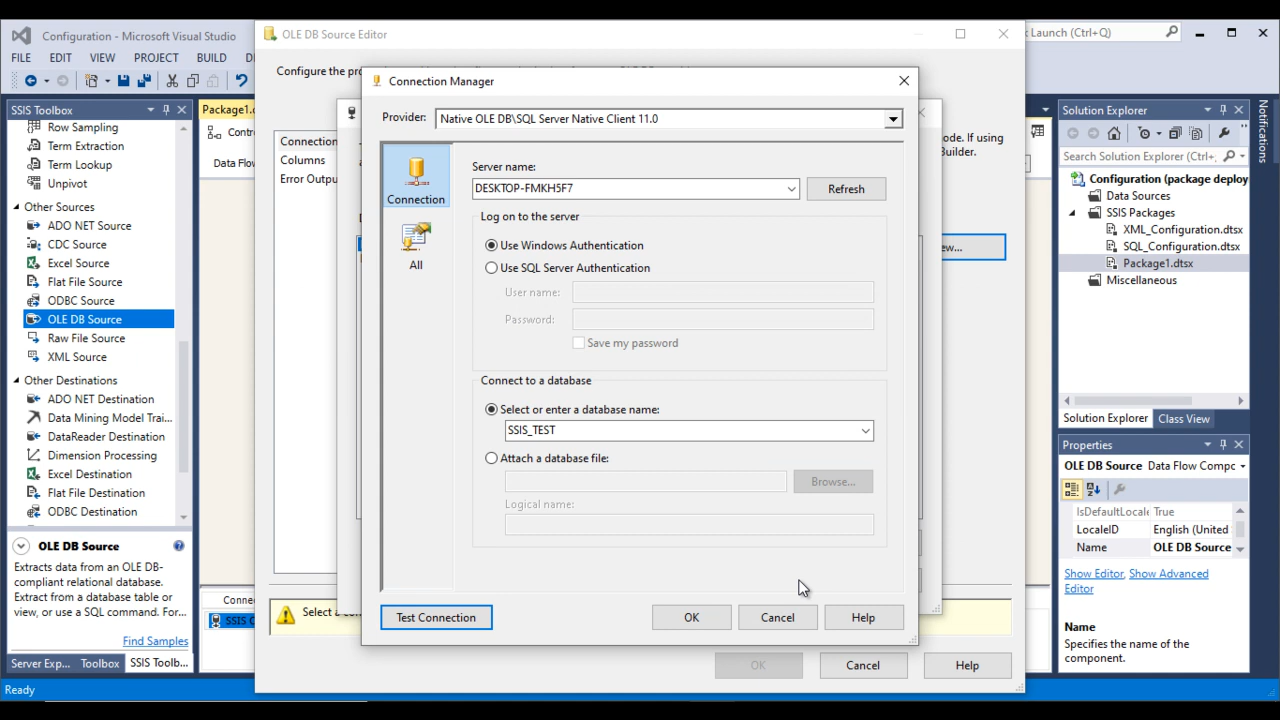 Configuration - Microsoft Visual Studio
OLE DB Source Editor
Launch (Ctrl+Q)
FILE EDIT VIEW PROJECT BUILD
Configure the
Connection Manager
SSIS Toolbox
Package1.
Solution Explorer
Row Sampling
Term Extraction
Term Lookup
Unpivot
Other Sources
ADO NET Source
CDC Source
Excel Source
Flat File Source
ODBC Source
OLE DB Source
Raw File Source
XML Source
Other Destinations
ADO NET Destination
Data Mining Model Trai...
DataReader Destination
Dimension Processing
Excel Destination
Flat File Destination
ODBC Destination
OLE DB Source
Extracts data from an OLE DB-
compliant relational database.
Extract from a database table or
view, or use a SQL command. For...
Find Samples
Server Exp... Toolbox SSIS Toolb...
Ready
Data Flo
Connection
Columns
Error Outpu
Provider: Native OLE DB\SQL Server Native Client 11.0
Connection
All
Server name:
DESKTOP-FMKH5F7 Refresh
Log on to the server
Use Windows Authentication
Use SQL Server Authentication
User name:
Password:
Save my password
Connect to a database
Select or enter a database name:
SSIS_TEST
Attach a database file:
Browse...
Logical name:
Test Connection OK Cancel Help
ode. If using
Builder.
ew...
Conne
SSIS
Select a
OK Cancel Help
Search Solution Explorer (Ctrl+
Configuration (package deploy
Data Sources
SSIS Packages
XML_Configuration.dtsx
SQL_Configuration.dtsx
Package1.dtsx
Miscellaneous
Solution Explorer Class View
Properties
OLE DB Source Data Flow Compc
IsDefaultLocale True
LocaleID English (United
Name OLE DB Source
Show Editor, Show Advanced
Editor
Name
Specifies the name of the
component.
Notifications